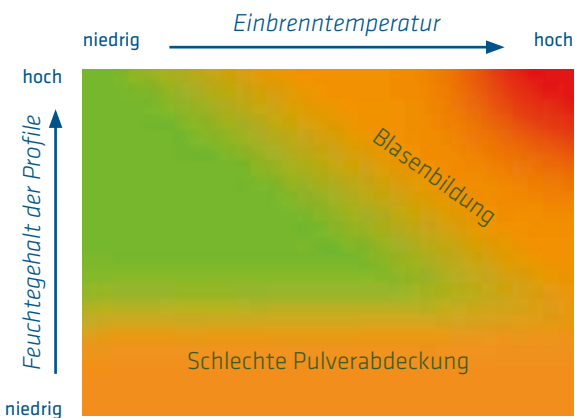 Einbrenntemperatur
niedrig
hoch
hoch
Feuchtegehalt der Profile
Blasenbildung
Schlechte Pulverabdeckung
niedrig